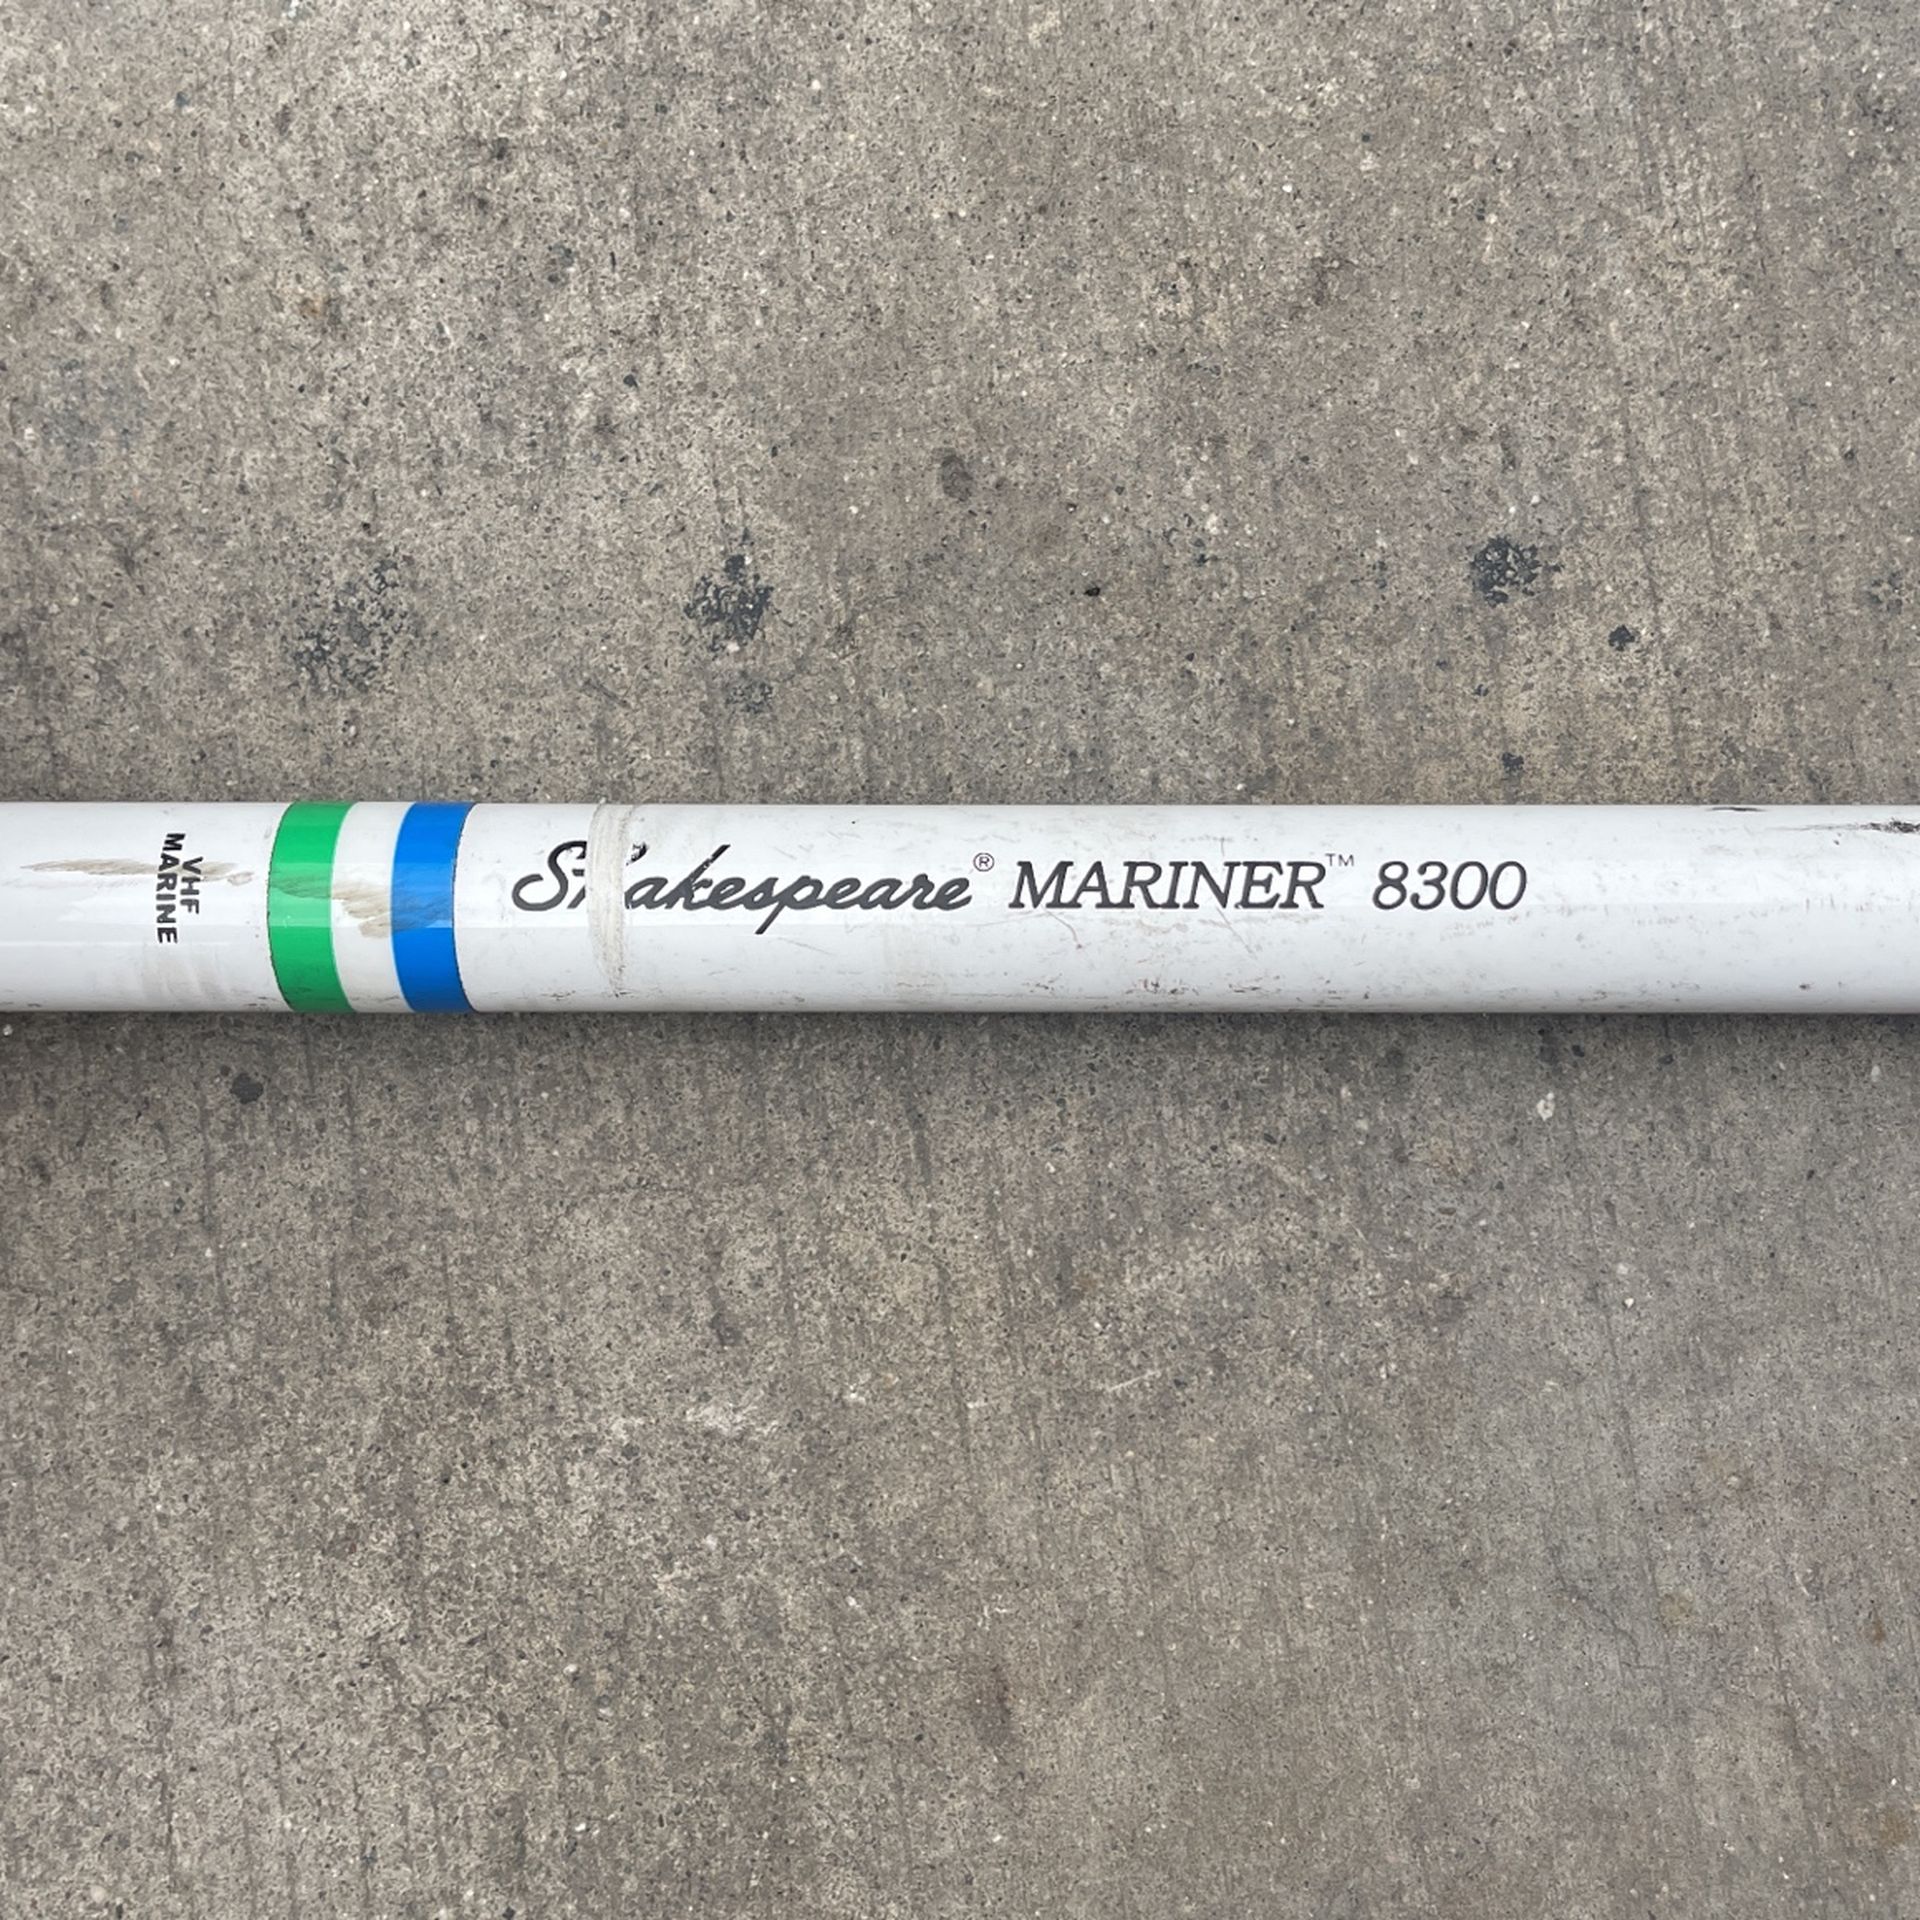 VHF
MARINE
Shakespeare® MARINER™ 8300